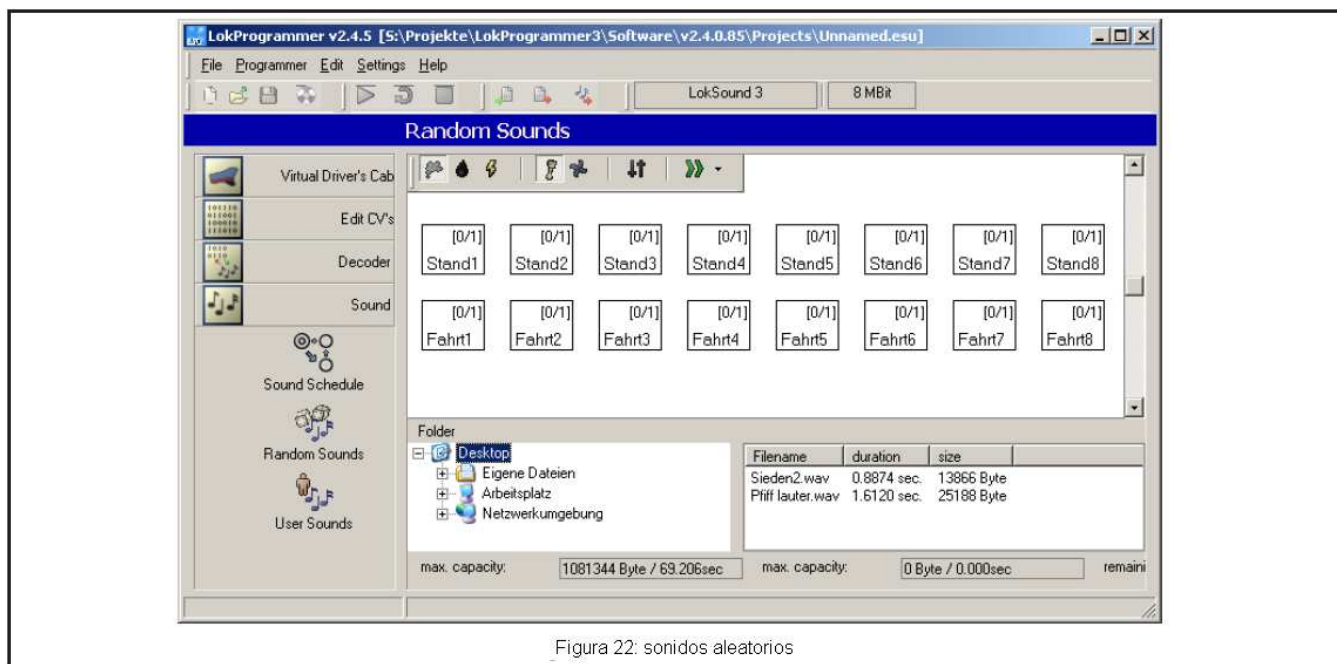 LokProgrammer v2.4.5 [S:\Projekte\LokProgrammer3\Software\v2.4.0.85\Projects\Unnamed.esu]
File Programmer Edit Settings Help
LokSound 3 8 MBit
Random Sounds
Virtual Driver's Cab
Edit CV's
Decoder
Sound
Sound Schedule
Random Sounds
User Sounds
[0/1] [0/1] [0/1] [0/1] [0/1] [0/1] [0/1] [0/1]
Stand1 Stand2 Stand3 Stand4 Stand5 Stand6 Stand7 Stand8
[0/1] [0/1] [0/1] [0/1] [0/1] [0/1] [0/1] [0/1]
Fahrt1 Fahrt2 Fahrt3 Fahrt4 Fahrt5 Fahrt6 Fahrt7 Fahrt8
Folder
Desktop
Eigene Dateien
Arbeitsplatz
Netzwerkumgebung
Filename duration size
Sieden2.wav 0.8874 sec. 13866 Byte
Pfiff lauter.wav 1.6120 sec. 25188 Byte
max. capacity: 1081344 Byte / 69.206sec max. capacity: 0 Byte / 0.000sec remaini
Figura 22: sonidos aleatorios